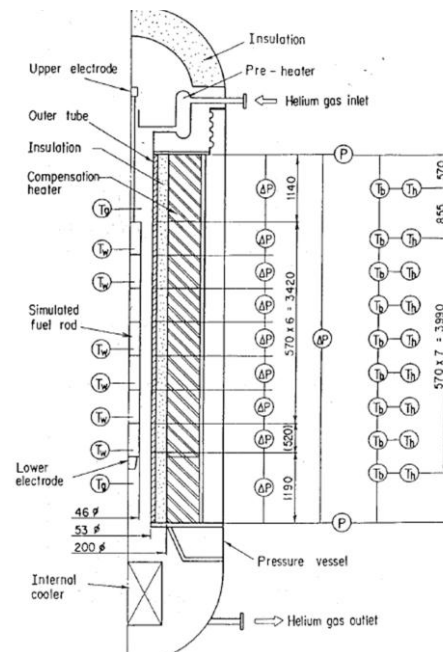 Insulation
Upper electrode
Pre-heater
Outer tube
Helium gas inlet
Insulation
Compensation
heater
P
570
1140
ΔP
Tb
Th
855
Tg
Tb
Th
Tw
ΔP
Tw
ΔP
Tb
Th
Simulated
fuel rod
ΔP
Tb
Th
570 x 6 = 3420
Tw
ΔP
ΔP
Tb
Th
570 x 7 = 3990
Tw
ΔP
Tb
Th
Tw
ΔP
Tb
Th
Tw
(520)
Lower
electrode
Tg
ΔP
Tb
Th
1190
46 φ
53 φ
P
200 φ
Internal
cooler
Pressure vessel
Helium gas outlet